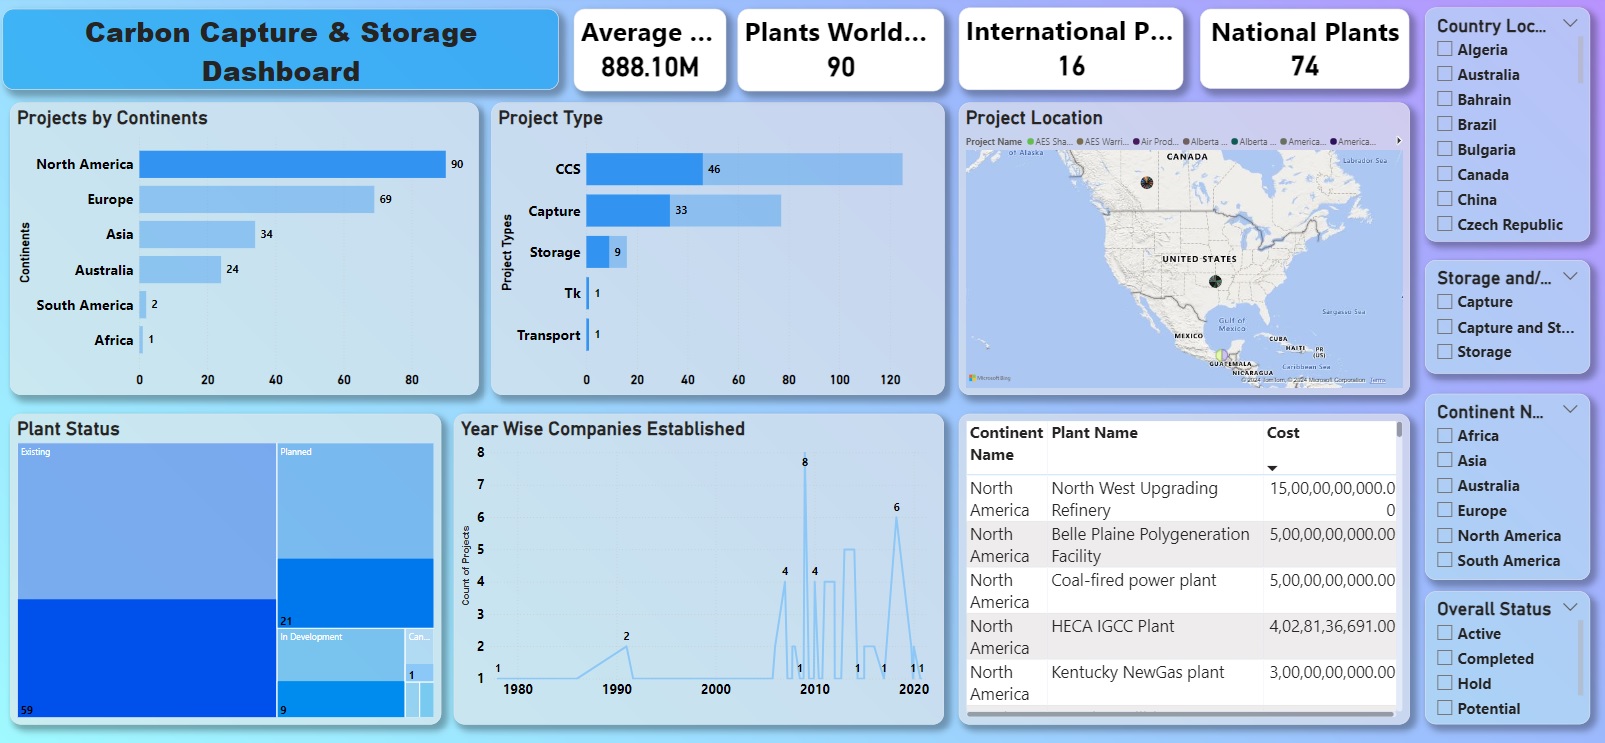 Carbon Capture & Storage
Dashboard
Average ...
888.10M
Plants World...
90
International P...
16
National Plants
74
Projects by Continents
Continents
North America
90
Europe
69
Asia
34
Australia
24
South America
2
Africa
1
0 20 40 60 80
Project Type
Project Types
CCS
46
Capture
33
Storage
9
Tk
1
Transport
1
0 20 40 60 80 100 120
Project Location
Project Name AES Sha... AES Warri... Air Prod... Alberta ... Alberta ... America... America...
of Alaska
CANADA
Labrador Sea
UNITED STATES
Sargasso Sea
Gulf of
Mexico
MEXICO
CUBA
HAITI
PR
(US)
GUATEMALA
Caribbean Sea
NICARAGUA
Microsoft Bing
© 2024 TomTom, © 2024 Microsoft Corporation Terms
Plant Status
Existing
59
Planned
21
In Development
9
Can...
1
Year Wise Companies Established
Count of Projects
8
7
6
5
4
3
2
1
1
2
4
1
8
4
1
6
1
1
1
1980 1990 2000 2010 2020
Continent Name Plant Name Cost
North America North West Upgrading Refinery 15,00,00,00,000.00
North America Belle Plaine Polygeneration Facility 5,00,00,00,000.00
North America Coal-fired power plant 5,00,00,00,000.00
North America HECA IGCC Plant 4,02,81,36,691.00
North America Kentucky NewGas plant 3,00,00,00,000.00
Country Loc...
Algeria
Australia
Bahrain
Brazil
Bulgaria
Canada
China
Czech Republic
Storage and/...
Capture
Capture and St...
Storage
Continent N...
Africa
Asia
Australia
Europe
North America
South America
Overall Status
Active
Completed
Hold
Potential